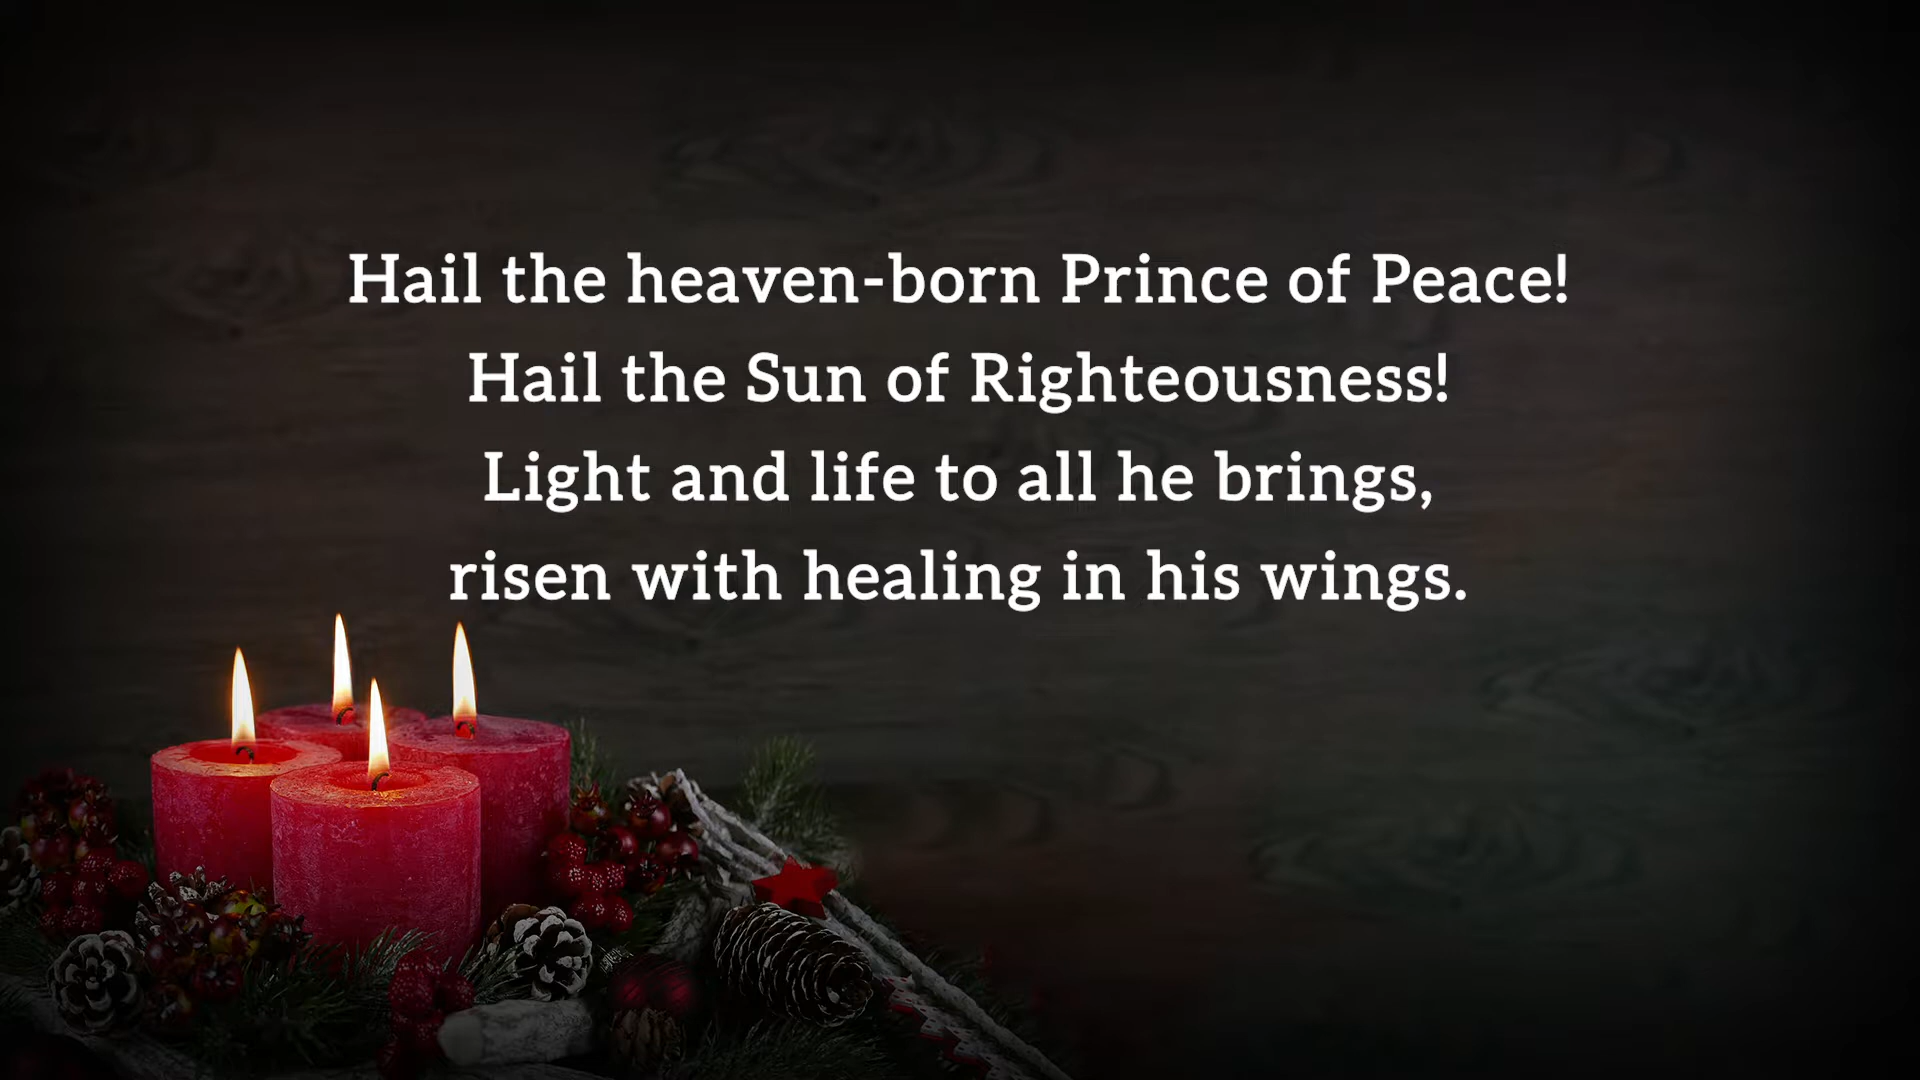 Hail the heaven-born Prince of Peace!
Hail the Sun of Righteousness!
Light and life to all he brings,
risen with healing in his wings.